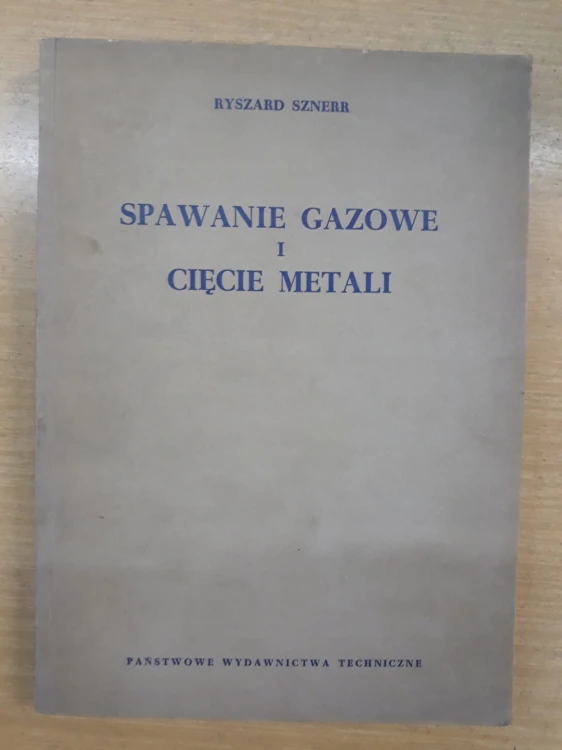 RYSZARD SZNERR
SPAWANIE GAZOWE
I
CIĘCIE METALI
PAŃSTWOWE WYDAWNICTWA TECHNICZNE